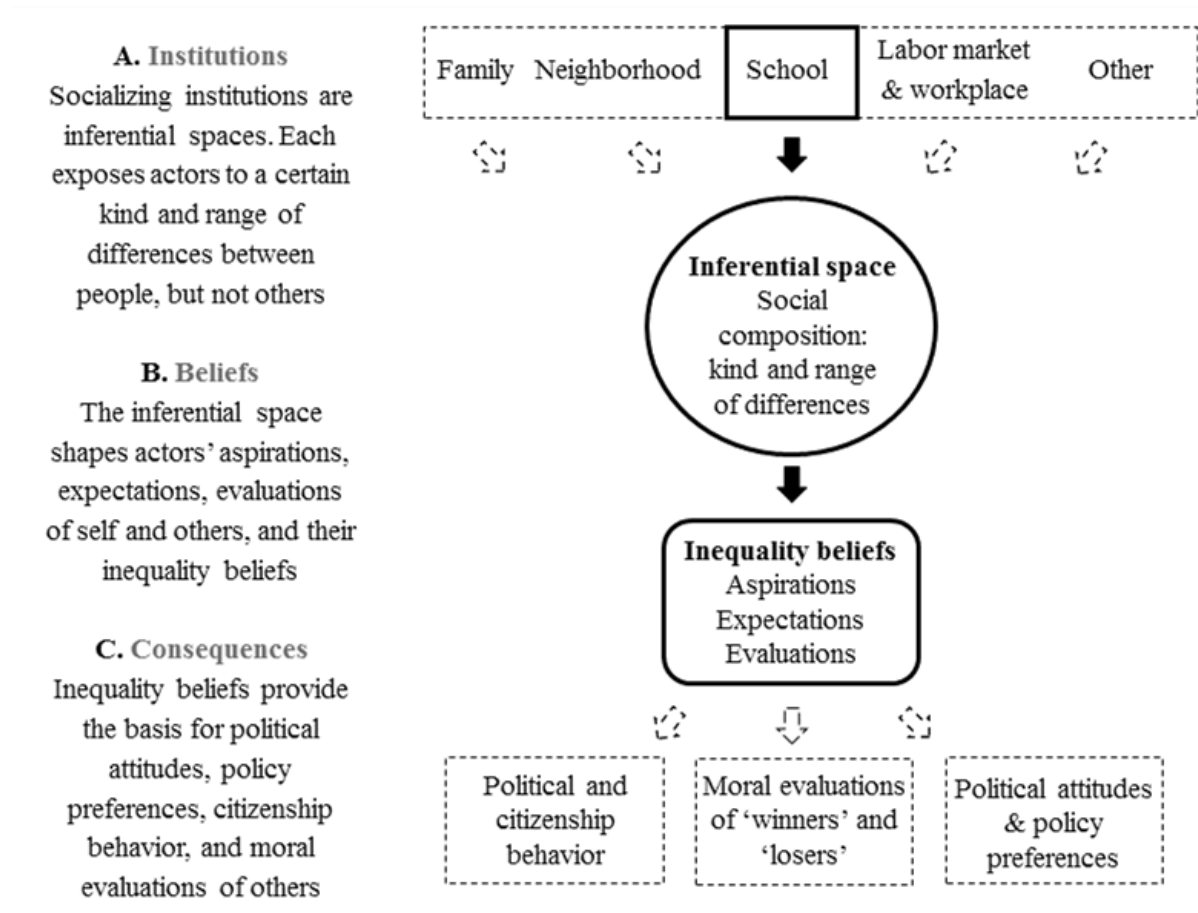 A. Institutions
Socializing institutions are
inferential spaces. Each
exposes actors to a certain
kind and range of
differences between
people, but not others
B. Beliefs
The inferential space
shapes actors’ aspirations,
expectations, evaluations
of self and others, and their
inequality beliefs
C. Consequences
Inequality beliefs provide
the basis for political
attitudes, policy
preferences, citizenship
behavior, and moral
evaluations of others
Family
Neighborhood
School
Labor market
& workplace
Other
Inferential space
Social
composition:
kind and range
of differences
Inequality beliefs
Aspirations
Expectations
Evaluations
Political and
citizenship
behavior
Moral evaluations
of ‘winners’ and
‘losers’
Political attitudes
& policy
preferences